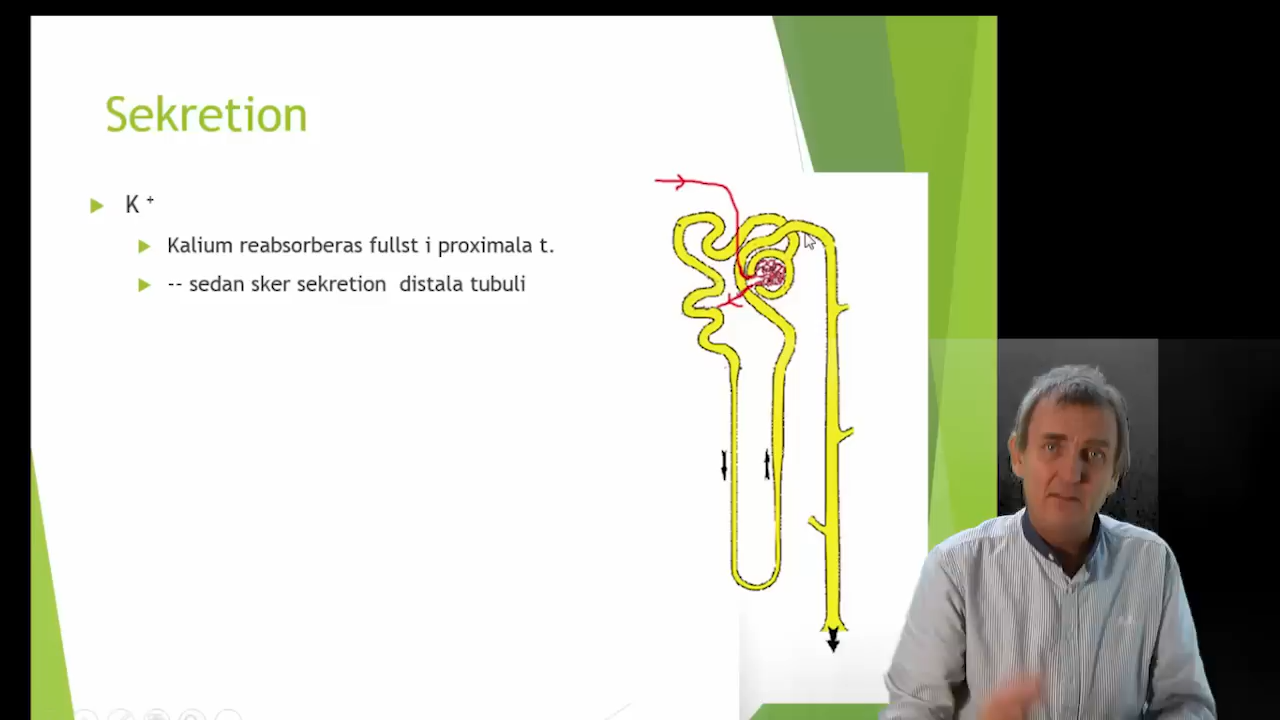 Sekretion
K +
Kalium reabsorberas fullst i proximala t.
-- sedan sker sekretion distala tubuli